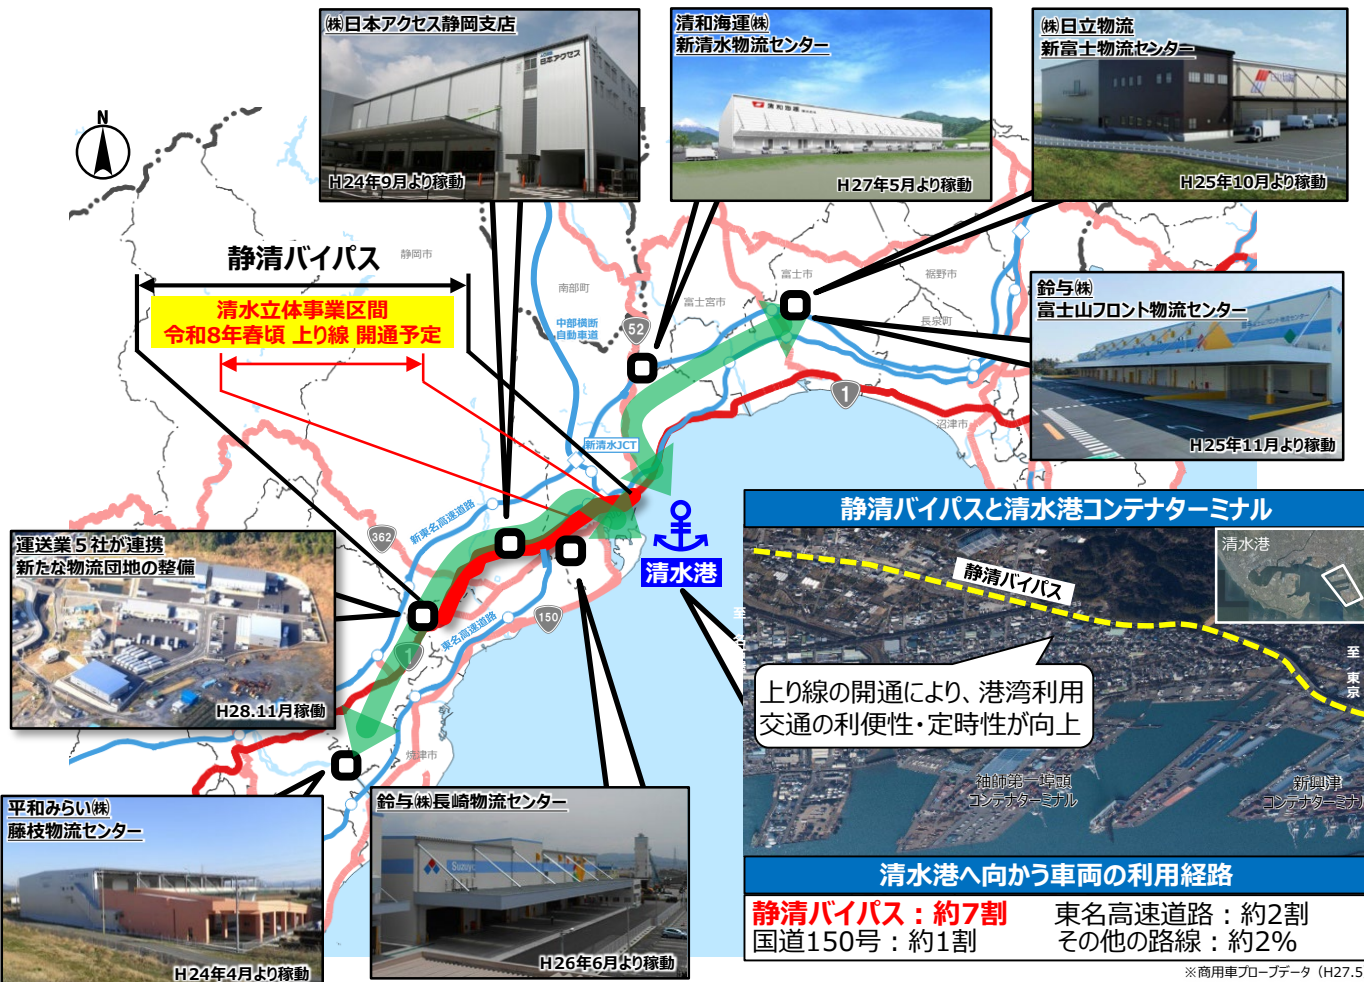 ㈱日本アクセス静岡支店
日本アクセス
H24年9月より稼動
清和海運㈱
新清水物流センター
清和海運
H27年5月より稼動
㈱日立物流
新富士物流センター
H25年10月より稼動
N
静清バイパス
清水立体事業区間
令和8年春頃 上り線 開通予定
静岡市
南部町
中部横断
自動車道
52
富士宮市
富士市
裾野市
長泉町
沼津市
1
鈴与㈱
富士山フロント物流センター
H25年11月より稼動
新清水JCT
新東名高速道路
362
東名高速道路
150
1
焼津市
清水港
運送業5社が連携
新たな物流団地の整備
H28.11月稼動
平和みらい㈱
藤枝物流センター
H24年4月より稼動
鈴与㈱長崎物流センター
Suzuyo
H26年6月より稼動
静清バイパスと清水港コンテナターミナル
静清バイパス
清水港
至
至 東京
上り線の開通により、港湾利用
交通の利便性・定時性が向上
袖師第一埠頭
コンテナターミナル
新興津
コンテナターミナル
清水港へ向かう車両の利用経路
静清バイパス：約7割 東名高速道路：約2割
国道150号：約1割 その他の路線：約2%
※商用車プローブデータ（H27.5